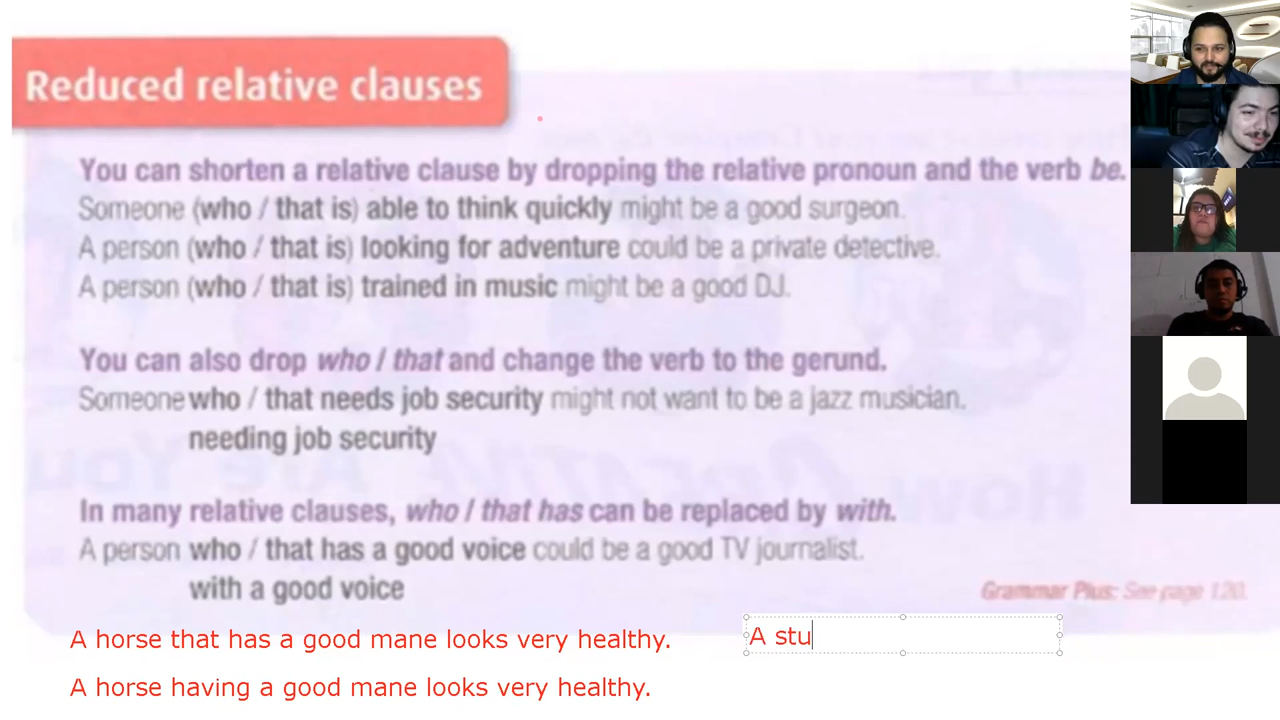 Reduced relative clauses
You can shorten a relative clause by dropping the relative pronoun and the verb be.
Someone (who / that is) able to think quickly might be a good surgeon.
A person (who / that is) looking for adventure could be a private detective.
A person (who / that is) trained in music might be a good DJ.
You can also drop who / that and change the verb to the gerund.
Someone who / that needs job security might not want to be a jazz musician.
needing job security
In many relative clauses, who / that has can be replaced by with.
A person who / that has a good voice could be a good TV journalist.
with a good voice
Grammar Plus: See page 120.
A horse that has a good mane looks very healthy.
A stu
A horse having a good mane looks very healthy.